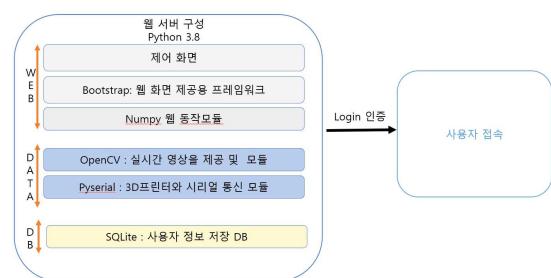 웹 서버 구성
Python 3.8
WEB
제어 화면
Bootstrap: 웹 화면 제공용 프레임워크
Numpy 웹 동작모듈
DATA
OpenCV : 실시간 영상을 제공 및 모듈
Pyserial : 3D프린터와 시리얼 통신 모듈
DB
SQLite : 사용자 정보 저장 DB
Login 인증
사용자 접속